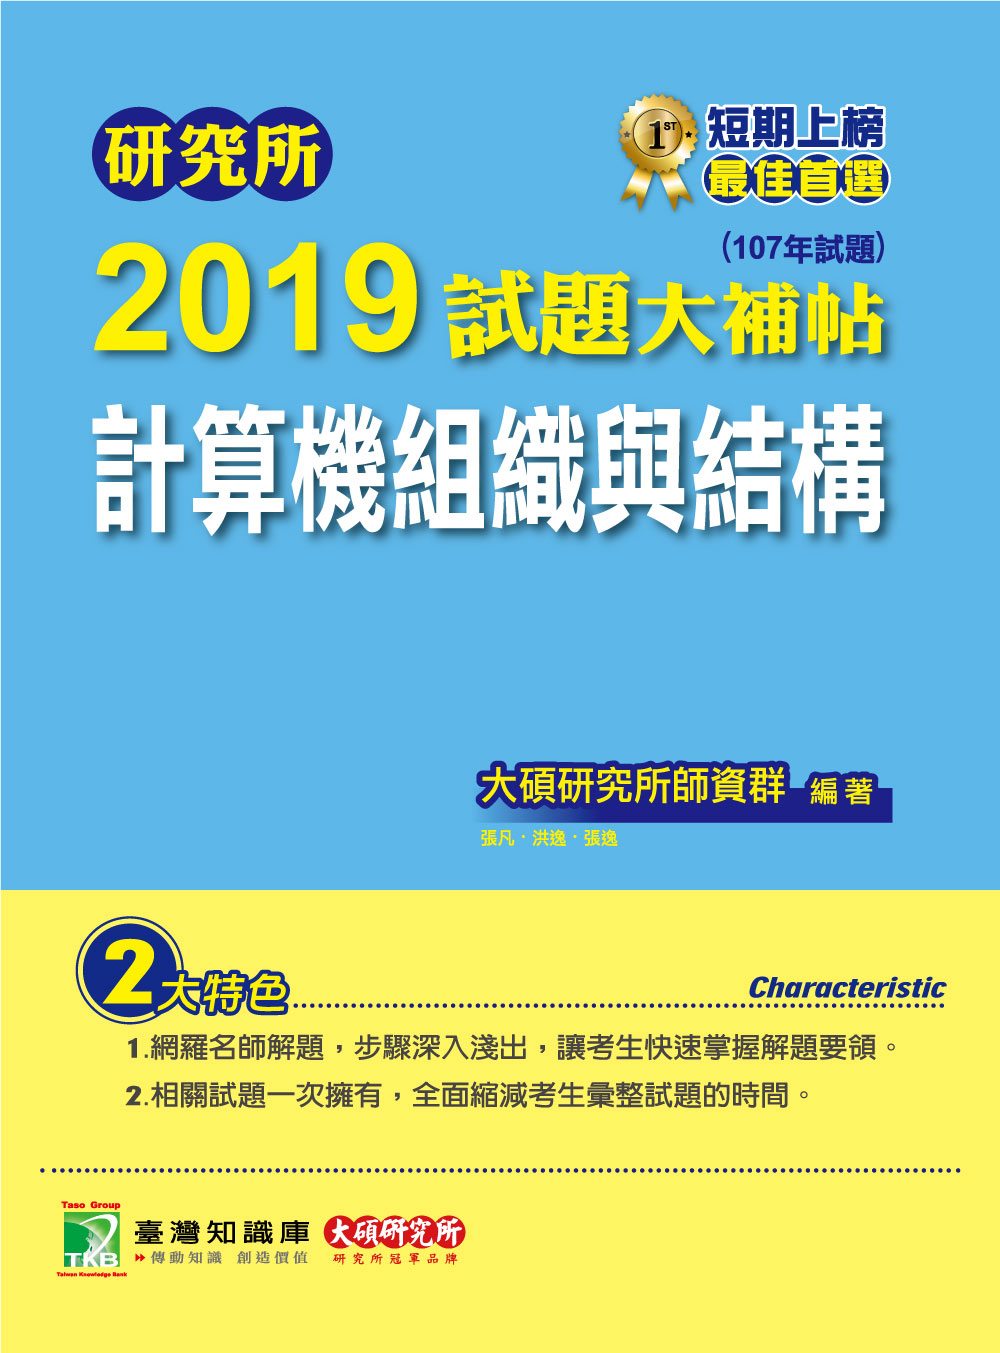 研究所
1ST
短期上榜
最佳首選
(107年試題)
2019試題大補帖
計算機組織與結構
大碩研究所師資群 編著
張凡·洪逸·張逸
2大特色
Characteristic
1.網羅名師解題，步驟深入淺出，讓考生快速掌握解題要領。
2.相關試題一次擁有，全面縮減考生彙整試題的時間。
Taso Group
TKB
Taiwan Knowledge Bank
臺灣知識庫
傳動知識 創造價值
大碩研究所
研究所冠軍品牌